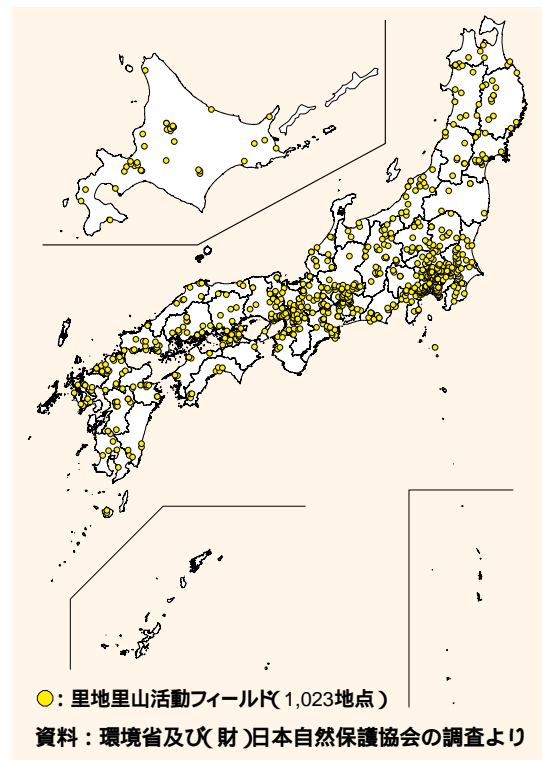 ：里地里山活動フィールド（1,023地点）
資料：環境省及び（財）日本自然保護協会の調査より